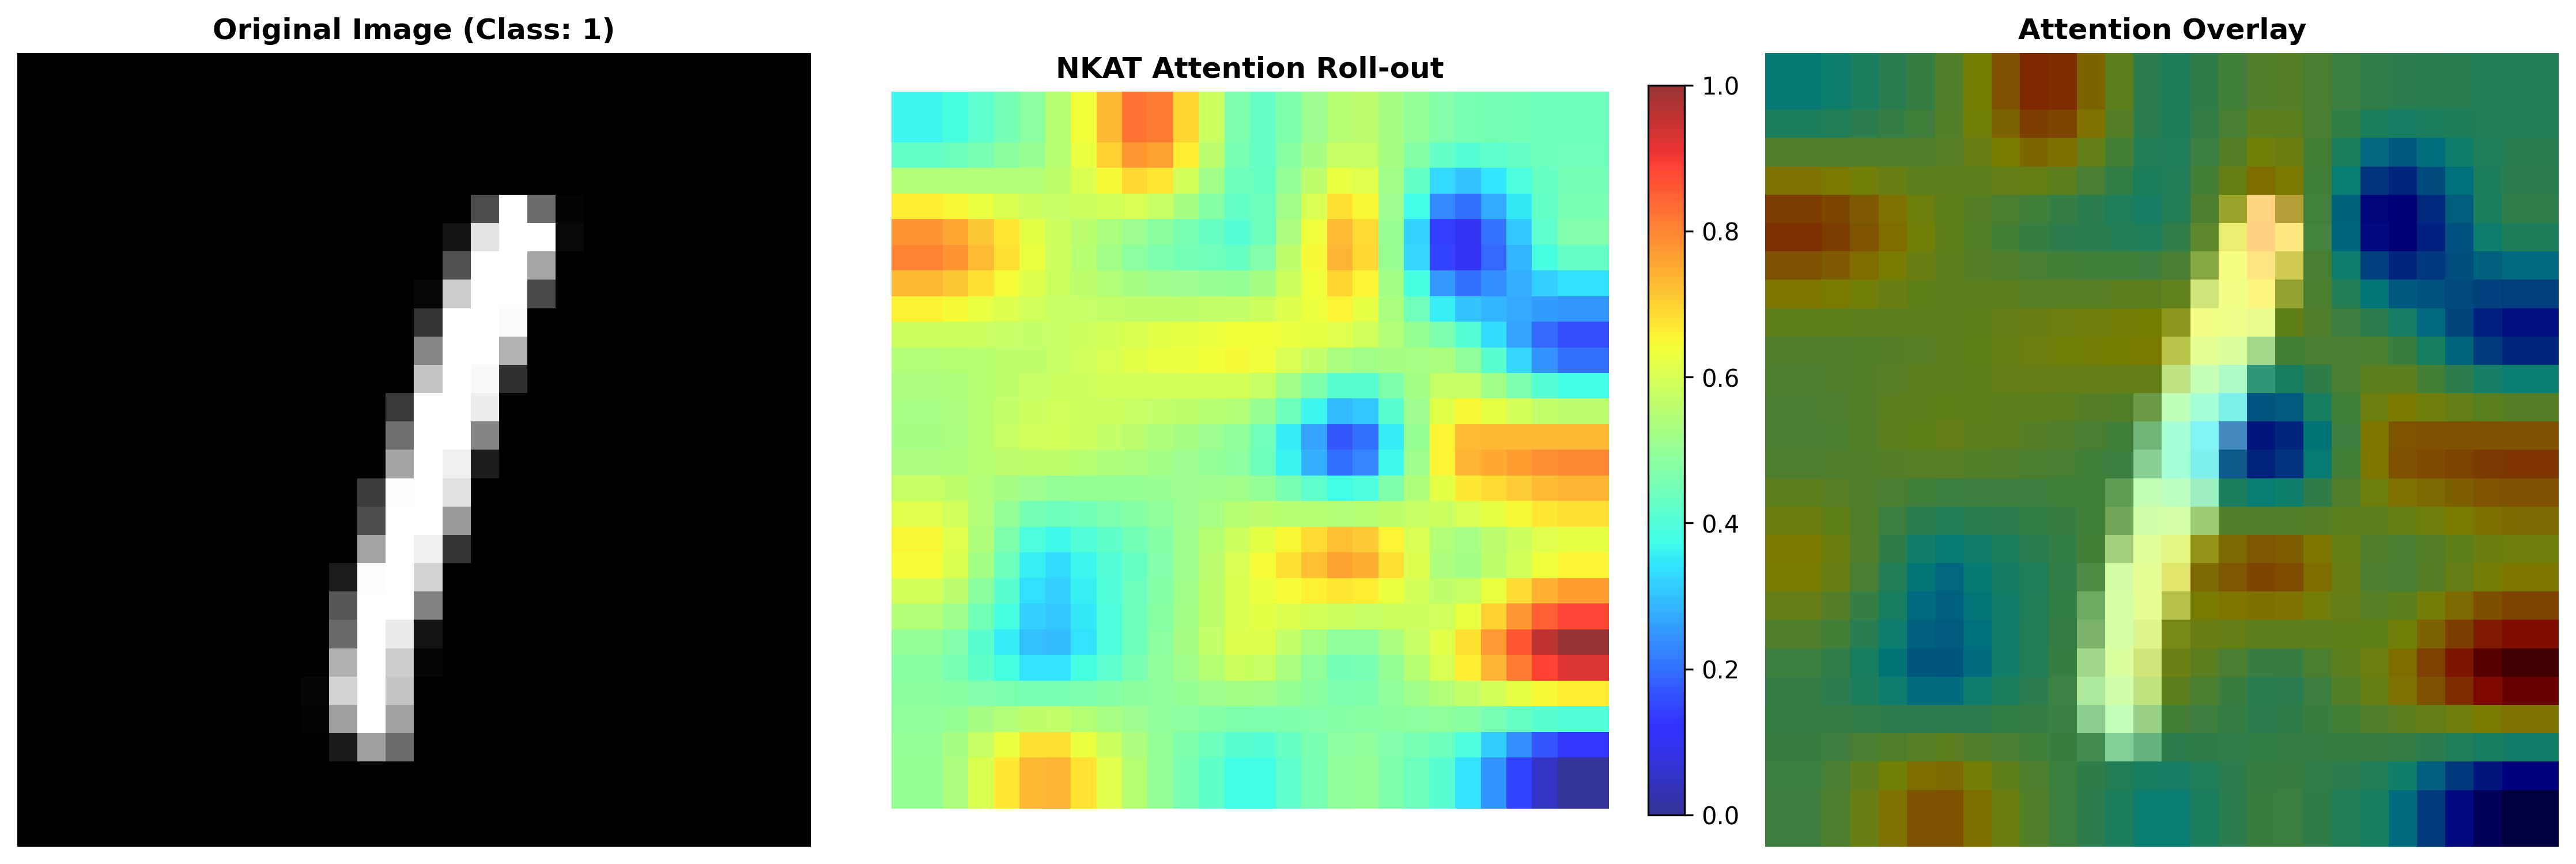 Original Image (Class: 1)
NKAT Attention Roll-out
1.0
0.8
0.6
0.4
0.2
0.0
Attention Overlay